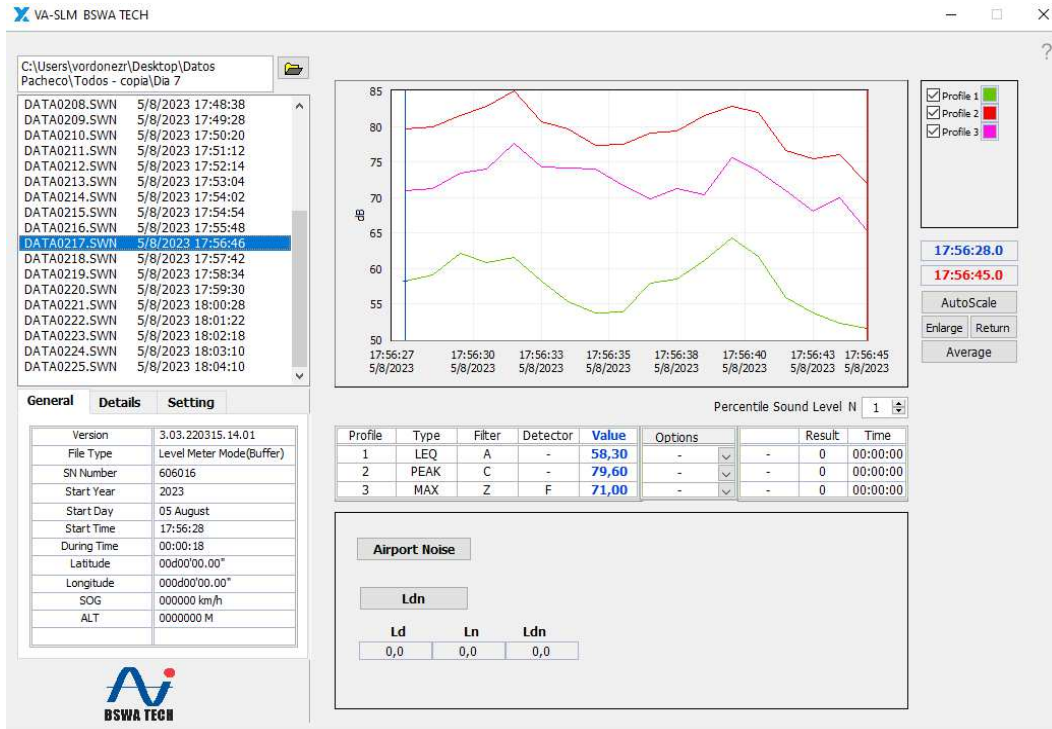 VA-SLM BSWA TECH
?
C:\Users\vordonezr\Desktop\Datos
Pacheco\Todos - copia\Dia 7
DATA0208.SWN 5/8/2023 17:48:38
DATA0209.SWN 5/8/2023 17:49:28
DATA0210.SWN 5/8/2023 17:50:20
DATA0211.SWN 5/8/2023 17:51:12
DATA0212.SWN 5/8/2023 17:52:14
DATA0213.SWN 5/8/2023 17:53:04
DATA0214.SWN 5/8/2023 17:54:02
DATA0215.SWN 5/8/2023 17:54:54
DATA0216.SWN 5/8/2023 17:55:48
DATA0217.SWN 5/8/2023 17:56:46
DATA0218.SWN 5/8/2023 17:57:42
DATA0219.SWN 5/8/2023 17:58:34
DATA0220.SWN 5/8/2023 17:59:30
DATA0221.SWN 5/8/2023 18:00:28
DATA0222.SWN 5/8/2023 18:01:22
DATA0223.SWN 5/8/2023 18:02:18
DATA0224.SWN 5/8/2023 18:03:10
DATA0225.SWN 5/8/2023 18:04:10
General Details Setting
Version 3.03.220315.14.01
File Type Level Meter Mode(Buffer)
SN Number 606016
Start Year 2023
Start Day 05 August
Start Time 17:56:28
During Time 00:00:18
Latitude 00d00'00.00"
Longitude 000d00'00.00"
SOG 000000 km/h
ALT 0000000 M
BSWA TECH
85
80
75
70
65
60
55
50
dB
17:56:27 17:56:30 17:56:33 17:56:35 17:56:38 17:56:40 17:56:43 17:56:45
5/8/2023 5/8/2023 5/8/2023 5/8/2023 5/8/2023 5/8/2023 5/8/2023 5/8/2023
Profile 1
Profile 2
Profile 3
17:56:28.0
17:56:45.0
AutoScale
Enlarge Return
Average
Percentile Sound Level N 1
Profile Type Filter Detector Value Options Result Time
1 LEQ A - 58,30 - - 0 00:00:00
2 PEAK C - 79,60 - - 0 00:00:00
3 MAX Z F 71,00 - - 0 00:00:00
Airport Noise
Ldn
Ld Ln Ldn
0,0 0,0 0,0